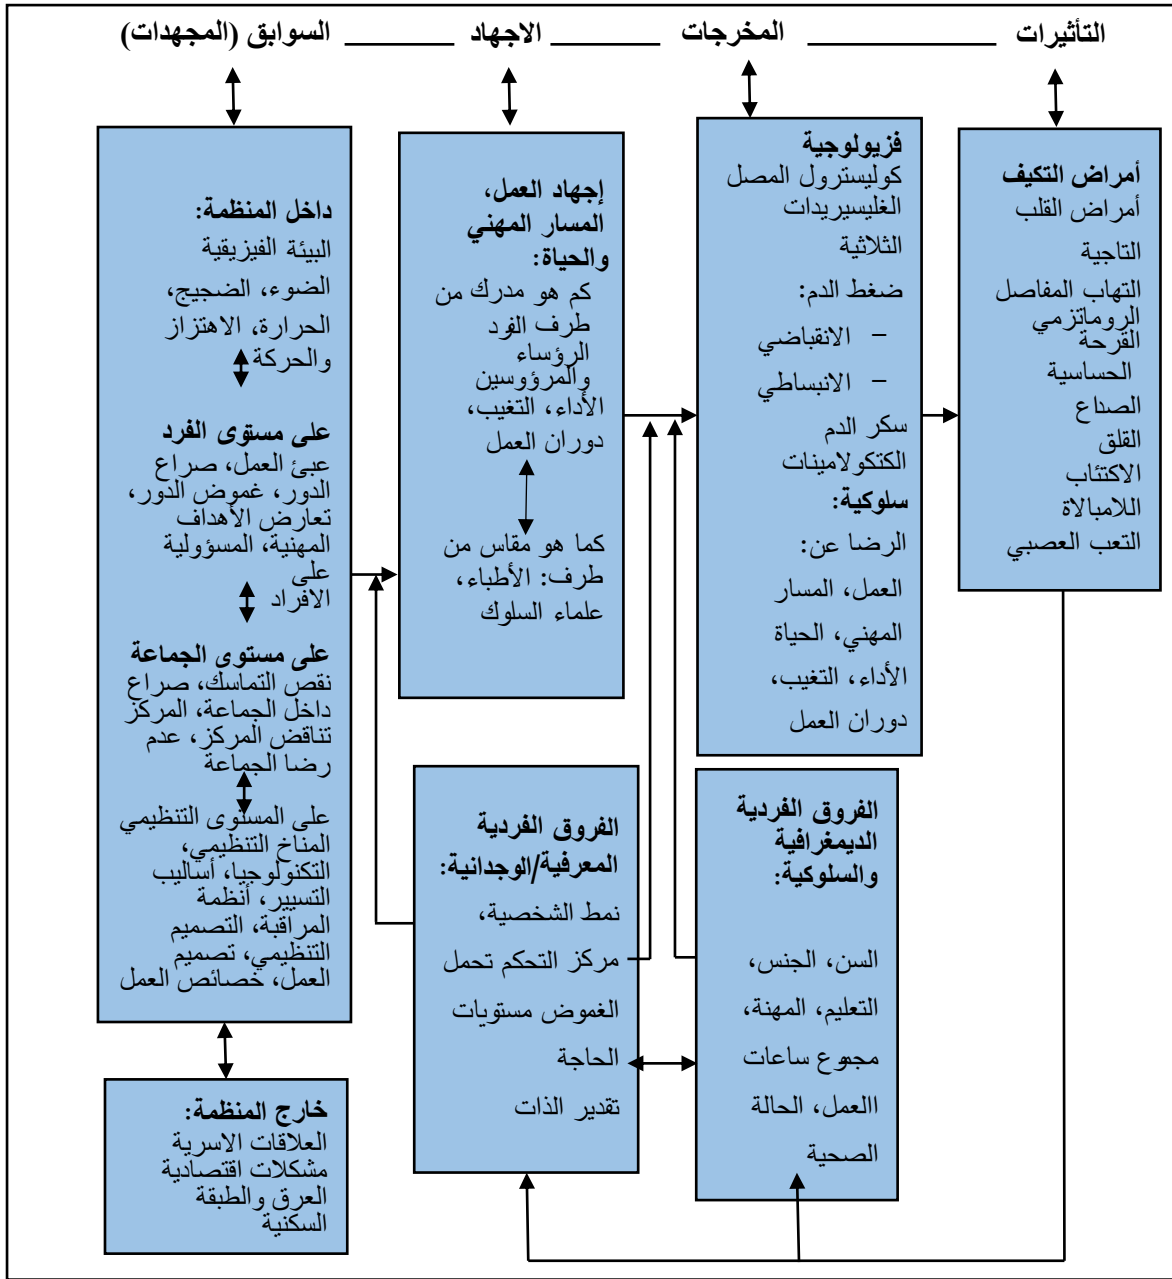 السوابق (المجهدات)
الاجهاد
المخرجات
التأثيرات
داخل المنظمة:
البيئة الفيزيقية
الضوء، الضجيج،
الحرارة، الاهتزاز
والحركة
على مستوى الفرد
عبئ العمل، صراع
الدور، غموض الدور،
تعارض الأهداف
المهنية، المسؤولية
على
الافراد
على مستوى الجماعة
نقص التماسك، صراع
داخل الجماعة، المركز
تناقض المركز، عدم
رضا الجماعة
على المستوى التنظيمي
المناخ التنظيمي،
التكنولوجيا، أساليب
التسيير، أنظمة
المراقبة، التصميم
التنظيمي، تصميم
العمل، خصائص العمل
خارج المنظمة:
العلاقات الاسرية
مشكلات اقتصادية
العرق والطبقة
السكنية
إجهاد العمل،
المسار المهني
والحياة:
كم هو مدرك من
طرف الفرد
الرؤساء
والمرؤوسين
الأداء، التغيب،
دوران العمل
كما هو مقاس من
طرف: الأطباء،
علماء السلوك
الفروق الفردية
المعرفية/الوجدانية:
نمط الشخصية،
مركز التحكم تحمل
الغموض مستويات
الحاجة
تقدير الذات
فزيولوجية
كوليسترول المصل
الغليسيريدات
الثلاثية
ضغط الدم:
– الانقباضي
– الانبساطي
سكر الدم
الكتكولامينات
سلوكية:
الرضا عن:
العمل، المسار
المهني، الحياة
الأداء، التغيب،
دوران العمل
الفروق الفردية
الديمغرافية
والسلوكية:
السن، الجنس،
التعليم، المهنة،
مجموع ساعات
االعمل، الحالة
الصحية
أمراض التكيف
أمراض القلب
التاجية
التهاب المفاصل
الروماتزمي
القرحة
الحساسية
الصداع
القلق
الاكتئاب
اللامبالاة
التعب العصبي